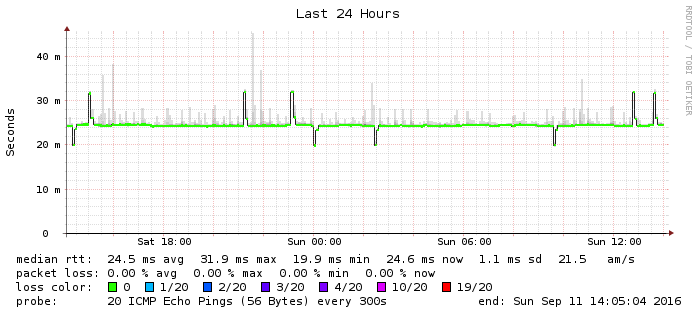 Last 24 Hours
RRDTOOL / TOBI OETIKER
Seconds
40 m
30 m
20 m
10 m
0
Sat 18:00 Sun 00:00 Sun 06:00 Sun 12:00
median rtt: 24.5 ms avg 31.9 ms max 19.9 ms min 24.6 ms now 1.1 ms sd 21.5 am/s
packet loss: 0.00 % avg 0.00 % max 0.00 % min 0.00 % now
loss color: 0 1/20 2/20 3/20 4/20 10/20 19/20
probe: 20 ICMP Echo Pings (56 Bytes) every 300s end: Sun Sep 11 14:05:04 2016